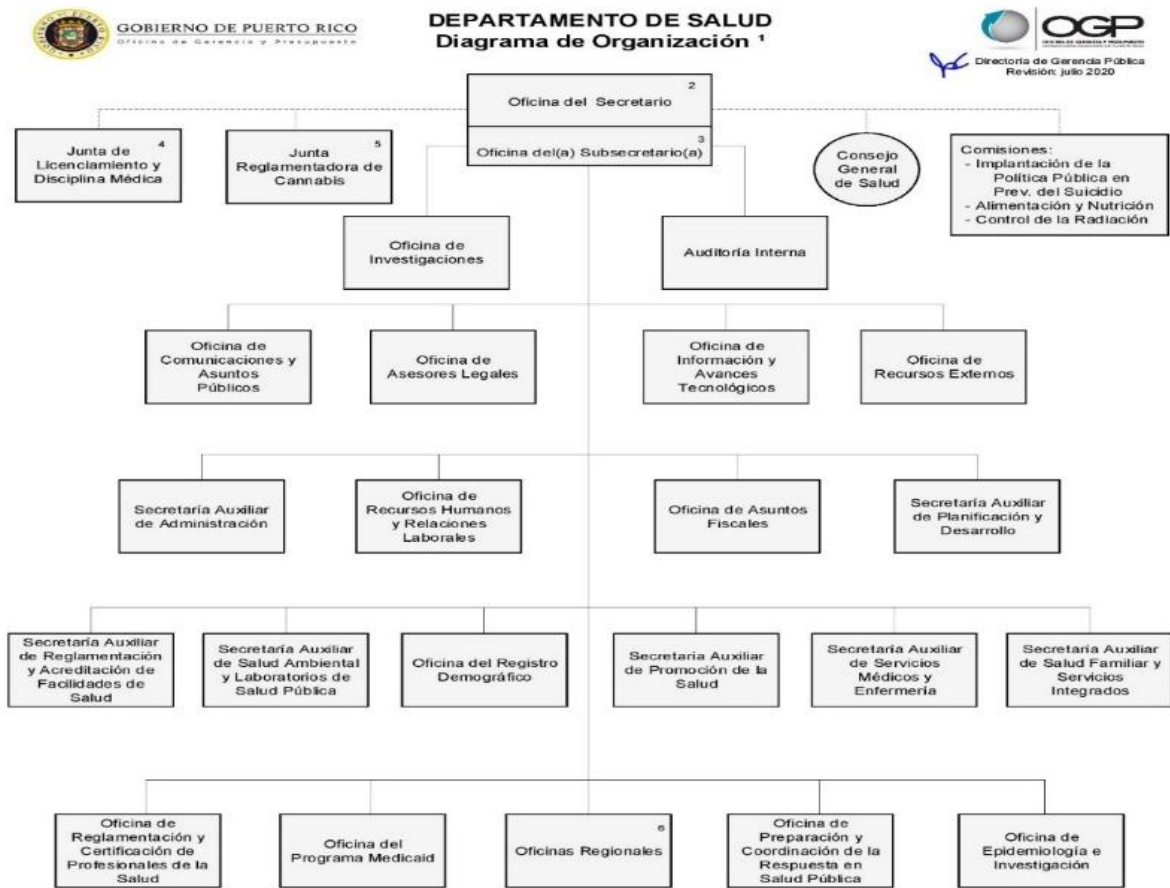 GOBIERNO DE PUERTO RICO
Oficina de Gerencia y Presupuesto
DEPARTAMENTO DE SALUD
Diagrama de Organización ¹
OGP
Directoría de Gerencia Pública
Revisión: julio 2020
2
Oficina del Secretario
3
Oficina del(a) Subsecretario(a)
4
Junta de
Licenciamiento y
Disciplina Médica
5
Junta
Reglamentadora de
Cannabis
Consejo
General
de Salud
Comisiones:
- Implantación de la
Política Pública en
Prev. del Suicidio
- Alimentación y Nutrición
- Control de la Radiación
Oficina de
Investigaciones
Auditoría Interna
Oficina de
Comunicaciones y
Asuntos
Públicos
Oficina de
Asesores Legales
Oficina de
Información y
Avances
Tecnológicos
Oficina de
Recursos Externos
Secretaría Auxiliar
de Administración
Oficina de
Recursos Humanos
y Relaciones
Laborales
Oficina de Asuntos
Fiscales
Secretaría Auxiliar
de Planificación y
Desarrollo
Secretaría Auxiliar
de Reglamentación
y Acreditación de
Facilidades de
Salud
Secretaría Auxiliar
de Salud Ambiental
y Laboratorios de
Salud Pública
Oficina del Registro
Demográfico
Secretaría Auxiliar
de Promoción de la
Salud
Secretaría Auxiliar
de Servicios
Médicos y
Enfermería
Secretaría Auxiliar
de Salud Familiar y
Servicios
Integrados
Oficina de
Reglamentación y
Certificación de
Profesionales de la
Salud
Oficina del
Programa Medicaid
6
Oficinas Regionales
Oficina de
Preparación y
Coordinación de la
Respuesta en
Salud Pública
Oficina de
Epidemiología e
Investigación